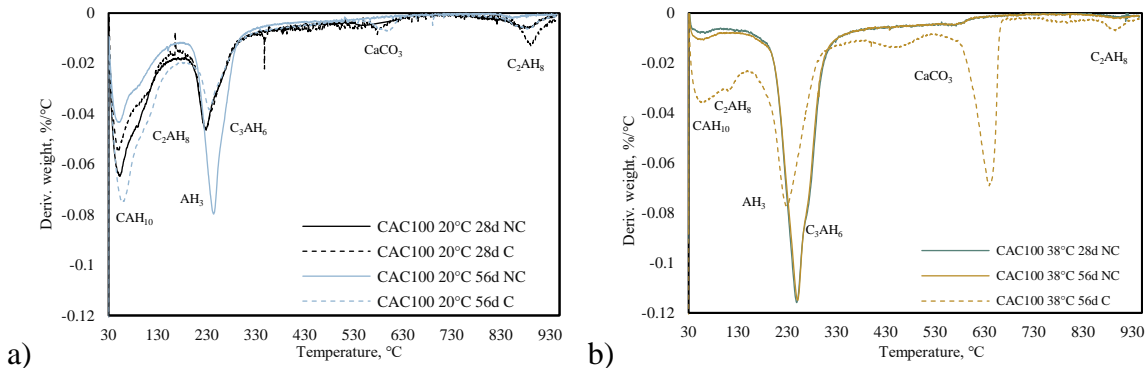 0
-0.02
-0.04
-0.06
-0.08
-0.1
-0.12
Deriv. weight, %/°C
30 130 230 330 430 530 630 730 830 930
Temperature, °C
CaCO3
C2AH8
C2AH8
C3AH6
AH3
CAH10
CAC100 20°C 28d NC
CAC100 20°C 28d C
CAC100 20°C 56d NC
CAC100 20°C 56d C
a)
0
-0.02
-0.04
-0.06
-0.08
-0.1
-0.12
Deriv. weight, %/°C
30 130 230 330 430 530 630 730 830 930
Temperature, °C
CaCO3
C2AH8
C2AH8
CAH10
AH3
C3AH6
CAC100 38°C 28d NC
CAC100 38°C 56d NC
CAC100 38°C 56d C
b)